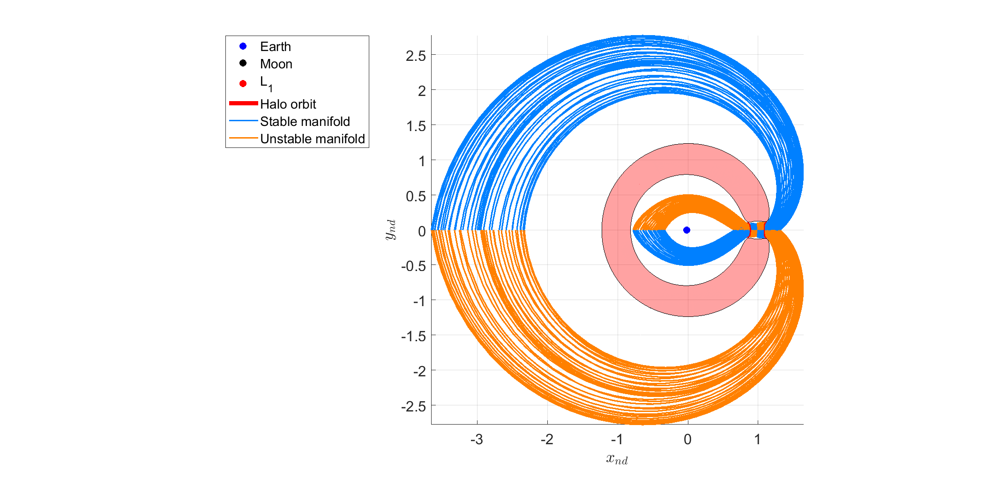 Earth
Moon
L1
Halo orbit
Stable manifold
Unstable manifold
2.5
2
1.5
1
0.5
0
-0.5
-1
-1.5
-2
-2.5
ynd
-3 -2 -1 0 1
xnd